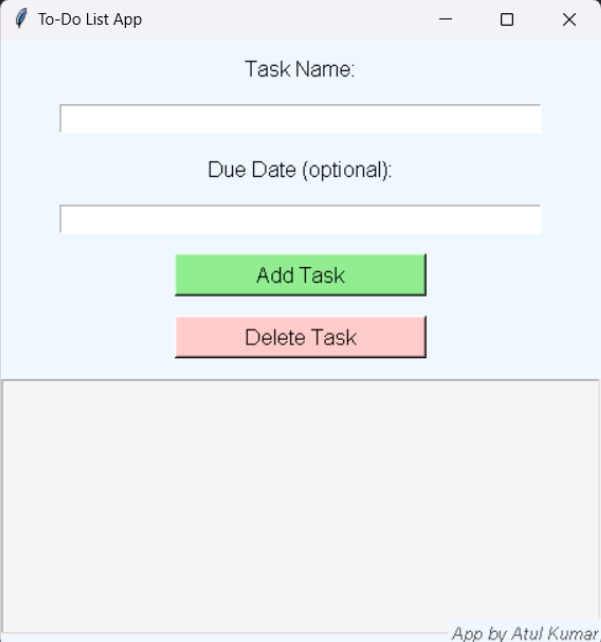 To-Do List App
Task Name:
Due Date (optional):
Add Task
Delete Task
App by Atul Kumar